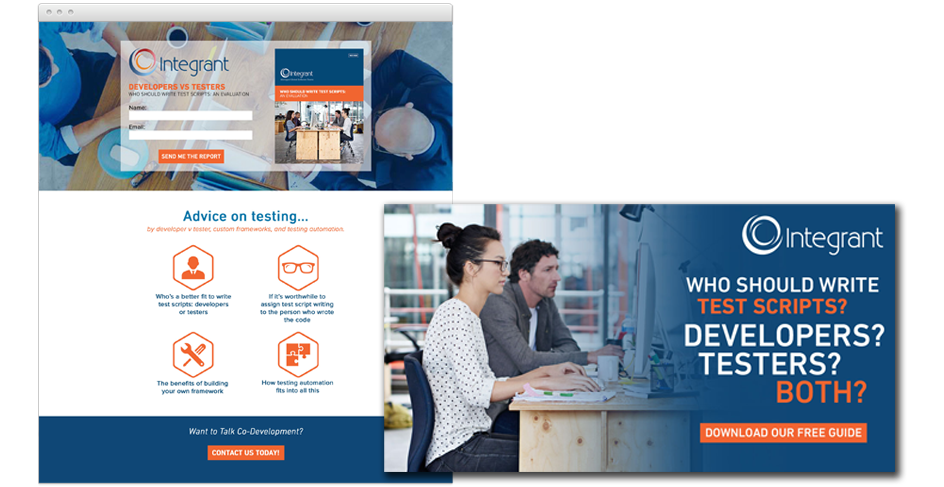 Integrant
DEVELOPERS VS TESTERS
WHO SHOULD WRITE TEST SCRIPTS: AN EVALUATION
Name:
Email:
SEND ME THE REPORT
Integrant
WHO SHOULD WRITE TEST SCRIPTS:
AN EVALUATION
Advice on testing...
by developer v tester, custom frameworks, and testing automation.
Who's a better fit to write
test scripts: developers
or testers
If it's worthwhile to
assign test script writing
to the person who wrote
the code
The benefits of building
your own framework
How testing automation
fits into all this
Want to Talk Co-Development?
CONTACT US TODAY!
Integrant
WHO SHOULD WRITE
TEST SCRIPTS?
DEVELOPERS?
TESTERS?
BOTH?
DOWNLOAD OUR FREE GUIDE